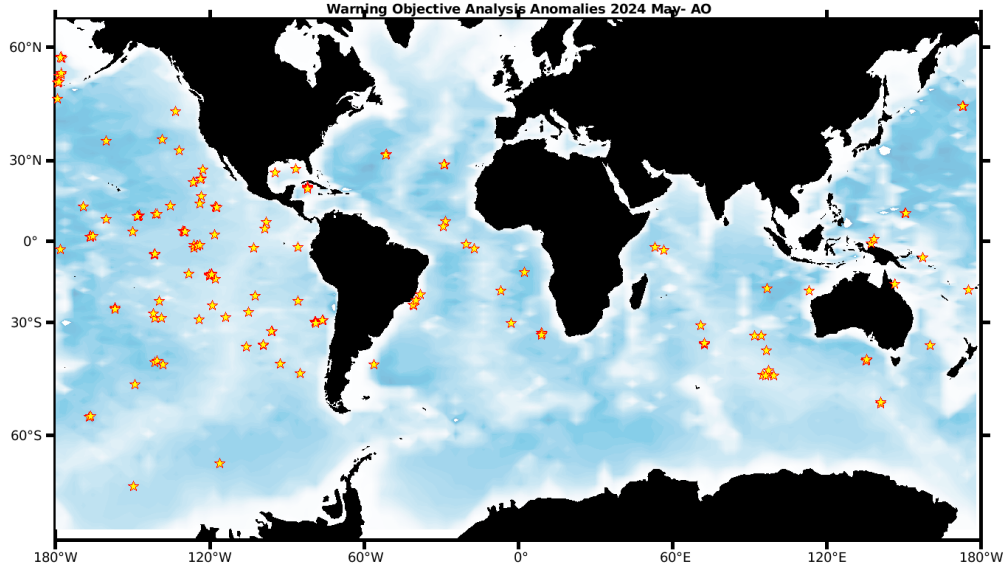 Warning Objective Analysis Anomalies 2024 May- AO
60°N
30°N
0°
30°S
60°S
180°W 120°W 60°W 0° 60°E 120°E 180°W